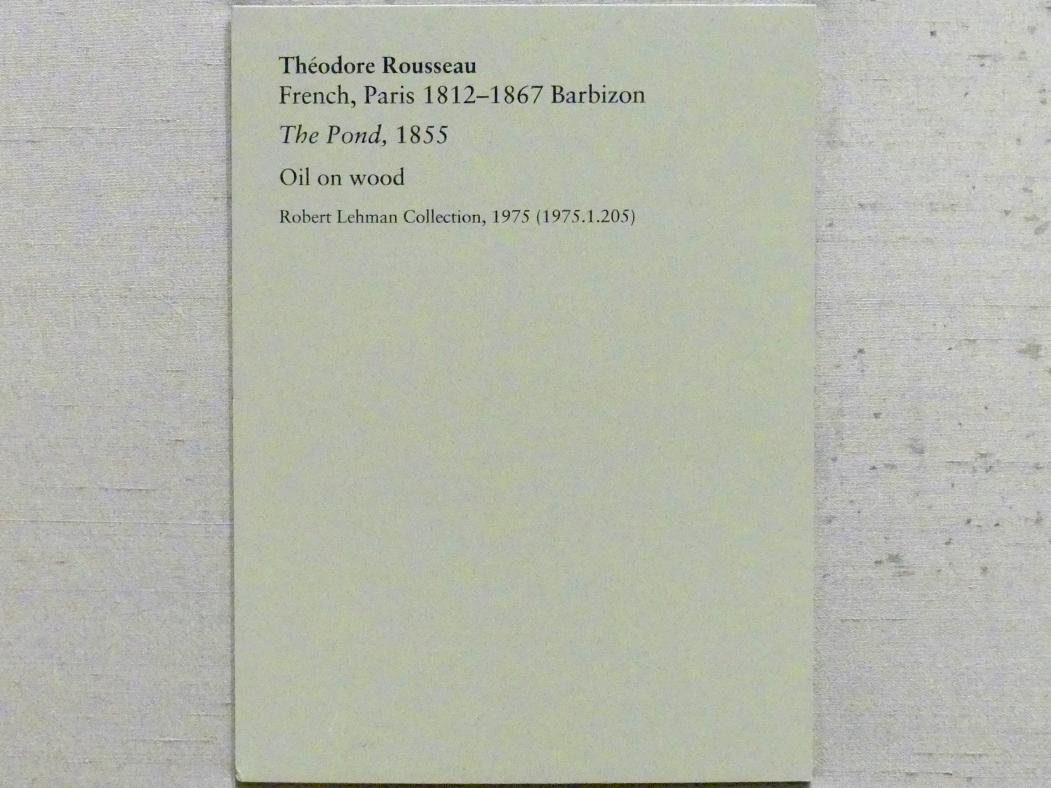 Théodore Rousseau
French, Paris 1812–1867 Barbizon
The Pond, 1855
Oil on wood
Robert Lehman Collection, 1975 (1975.1.205)